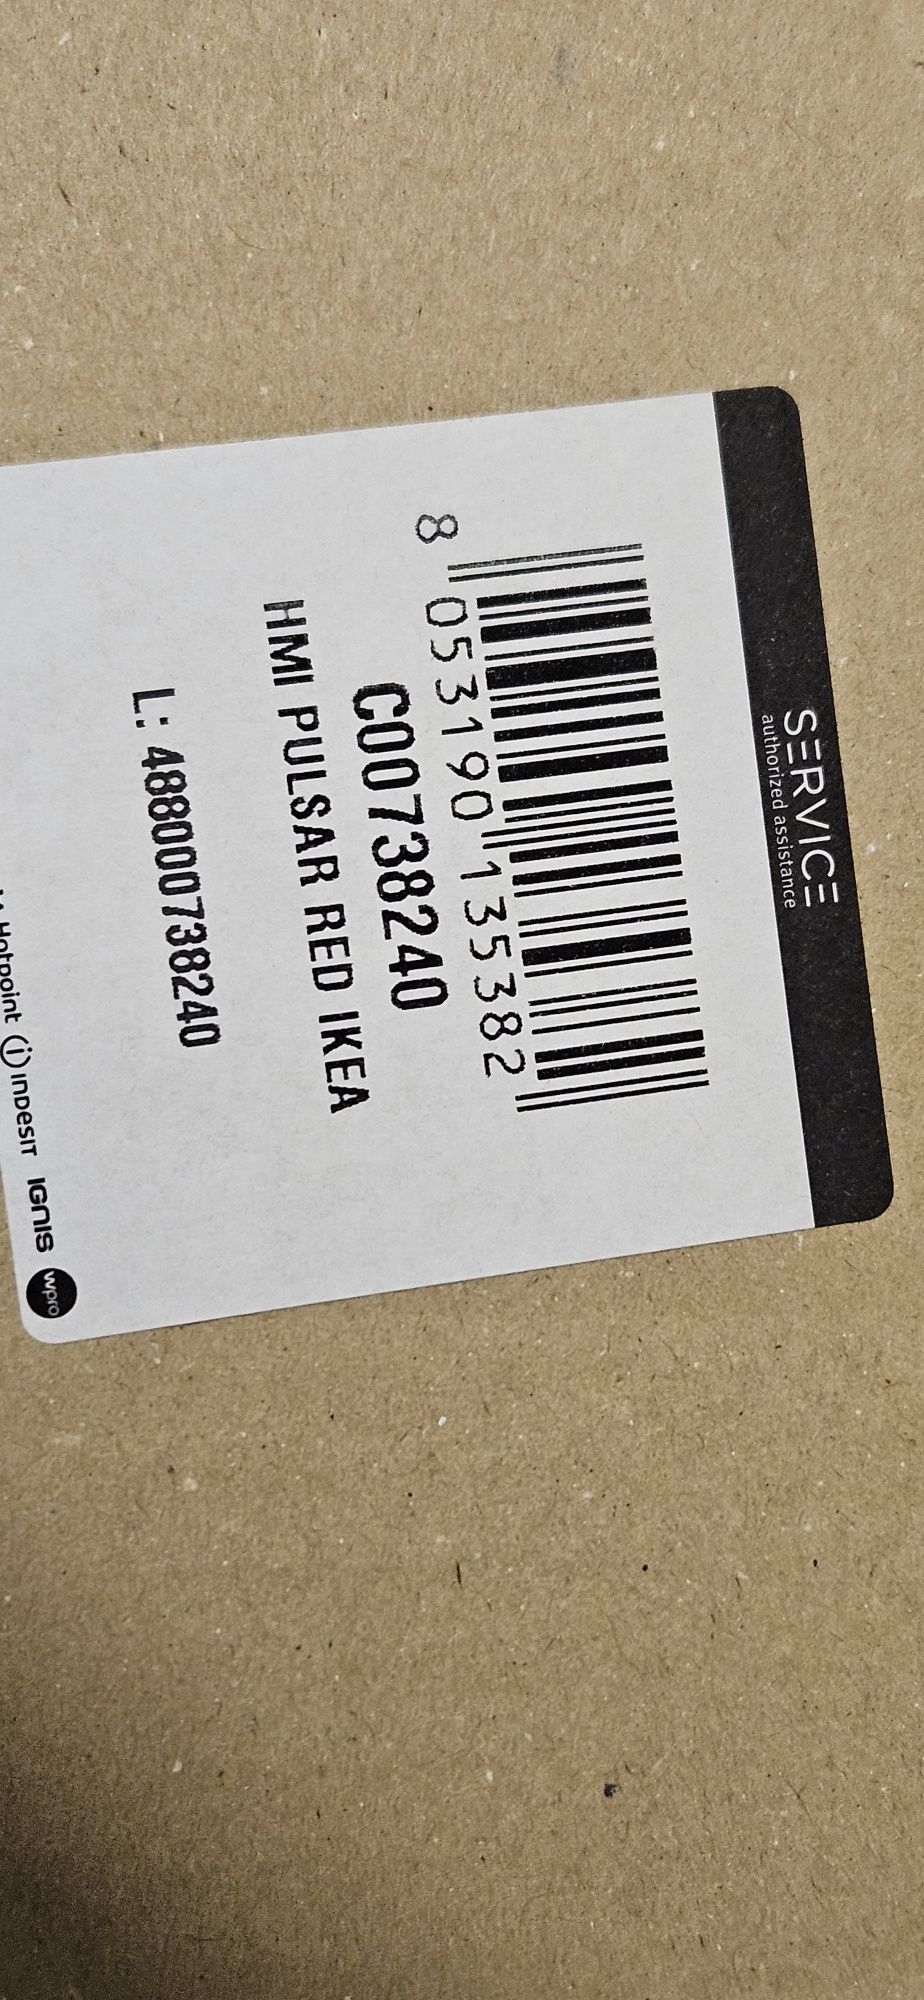 SERVICE
authorized assistance
8 053190 135382
C00738240
HMI PULSAR RED IKEA
L: 488000738240
Hotpoint i INDESIT IGNIS wpro